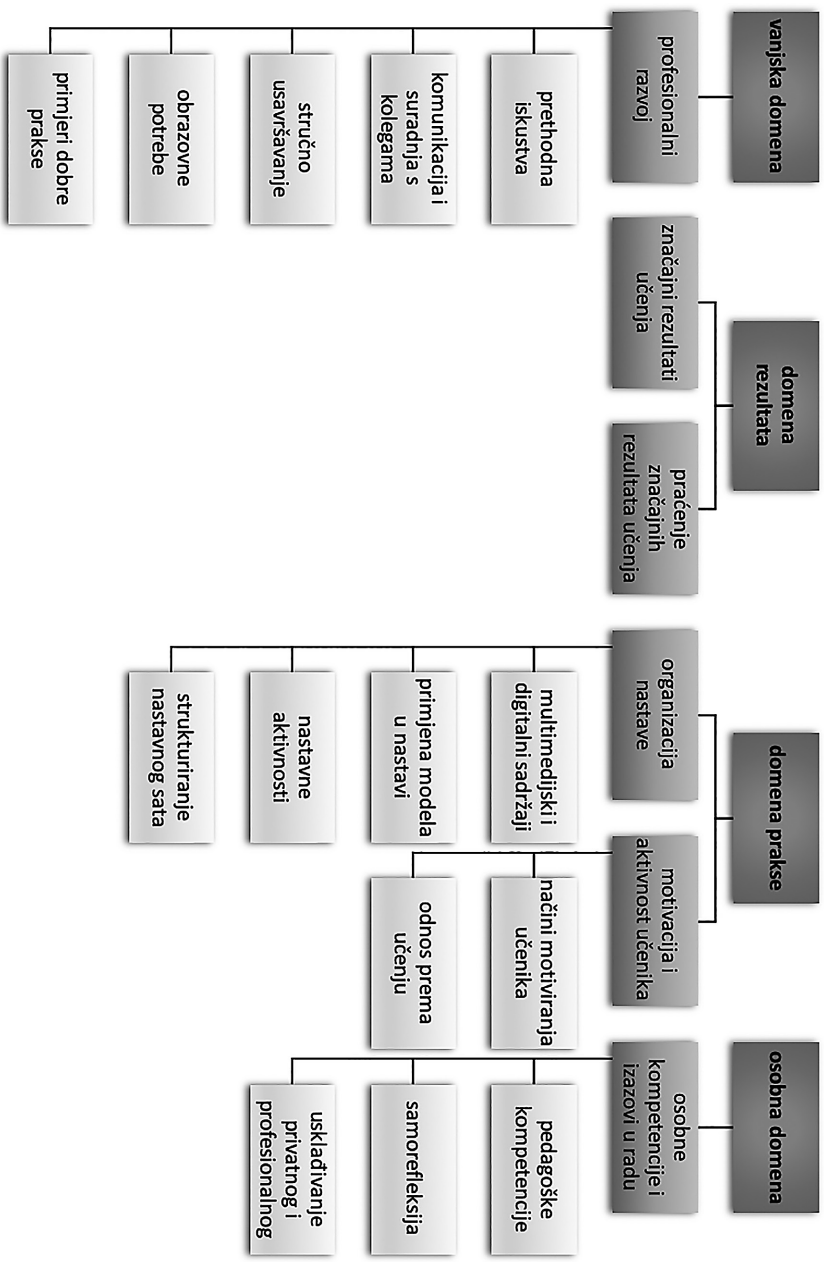 vanjska domena
profesionalni
razvoj
prethodna
iskustva
komunikacija i
suradnja s
kolegama
stručno
usavršavanje
obrazovne
potrebe
primjeri dobre
prakse
domena
rezultata
značajni rezultati
učenja
praćenje
značajnih
rezultata učenja
domena prakse
organizacija
nastave
multimedijski i
digitalni sadržaji
primjena modela
u nastavi
nastavne
aktivnosti
strukturiranje
nastavnog sata
motivacija i
aktivnost učenika
načini motiviranja
učenika
odnos prema
učenju
osobna domena
osobne
kompetencije i
izazovi u radu
pedagoške
kompetencije
samorefleksija
usklađivanje
privatnog i
profesionalnog